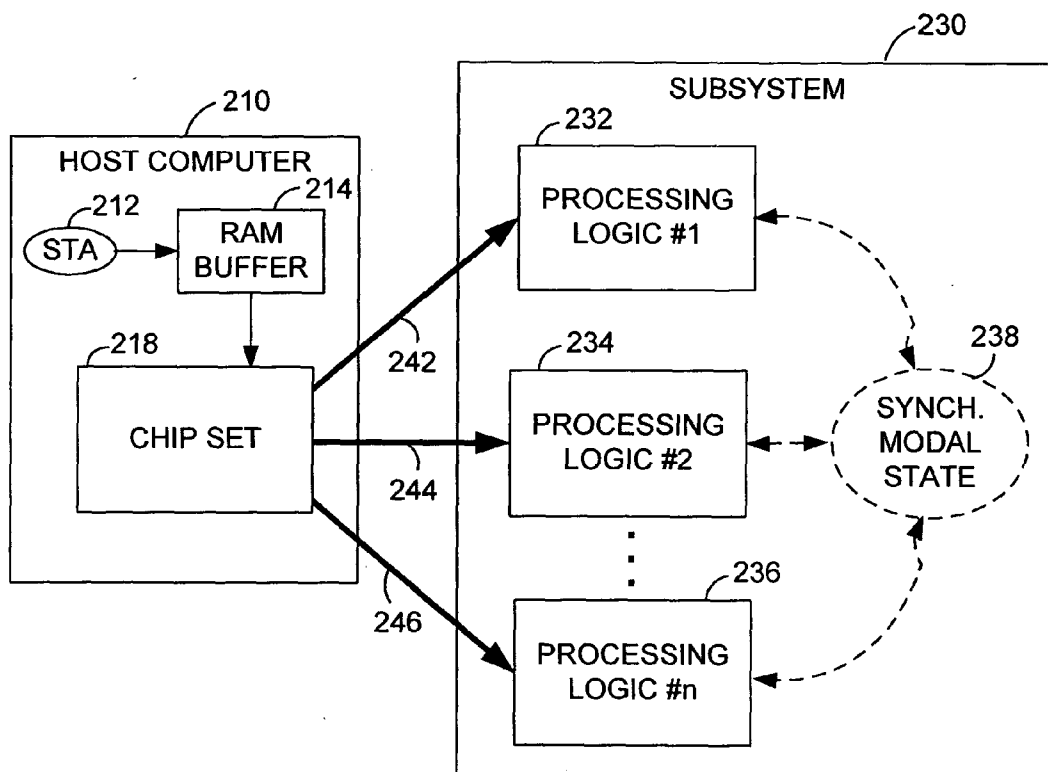 230
SUBSYSTEM
210
HOST COMPUTER
212
STA
214
RAM
BUFFER
218
CHIP SET
232
PROCESSING
LOGIC #1
242
234
PROCESSING
LOGIC #2
244
238
SYNCH.
MODAL
STATE
236
PROCESSING
LOGIC #n
246